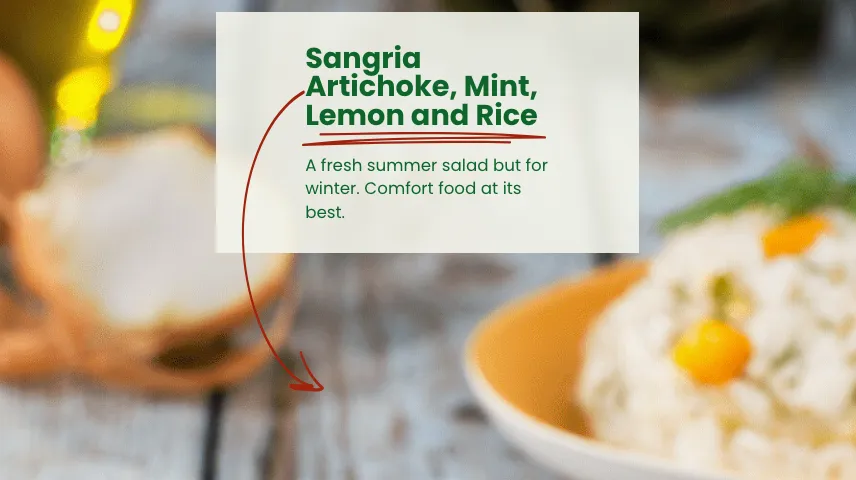 Sangria
Artichoke, Mint,
Lemon and Rice
A fresh summer salad but for
winter. Comfort food at its
best.